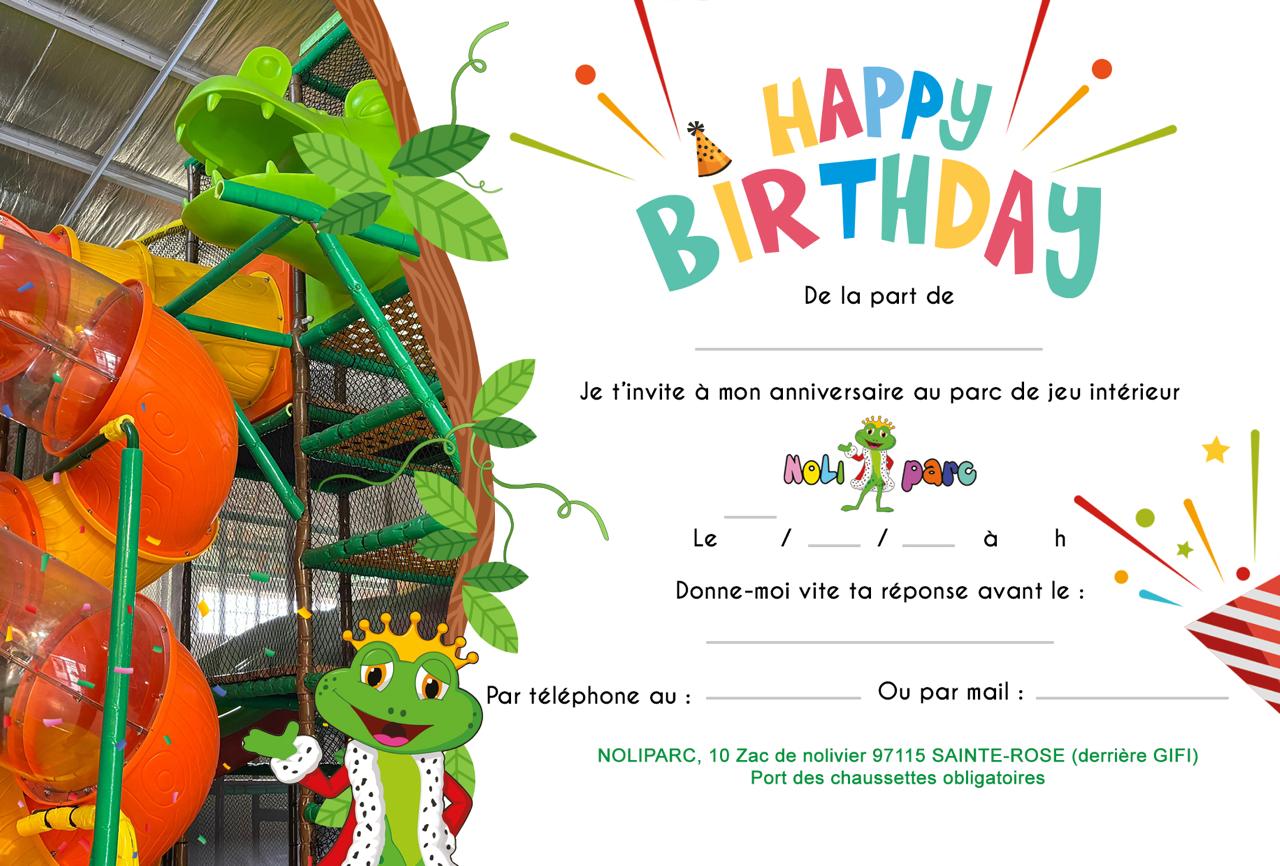 HAPPY
BIRTHDAY
De la part de
Je t'invite à mon anniversaire au parc de jeu intérieur
NOLI parc
Le / / à h
Donne-moi vite ta réponse avant le :
Par téléphone au : Ou par mail :
NOLIPARC, 10 Zac de nolivier 97115 SAINTE-ROSE (derrière GIFI)
Port des chaussettes obligatoires